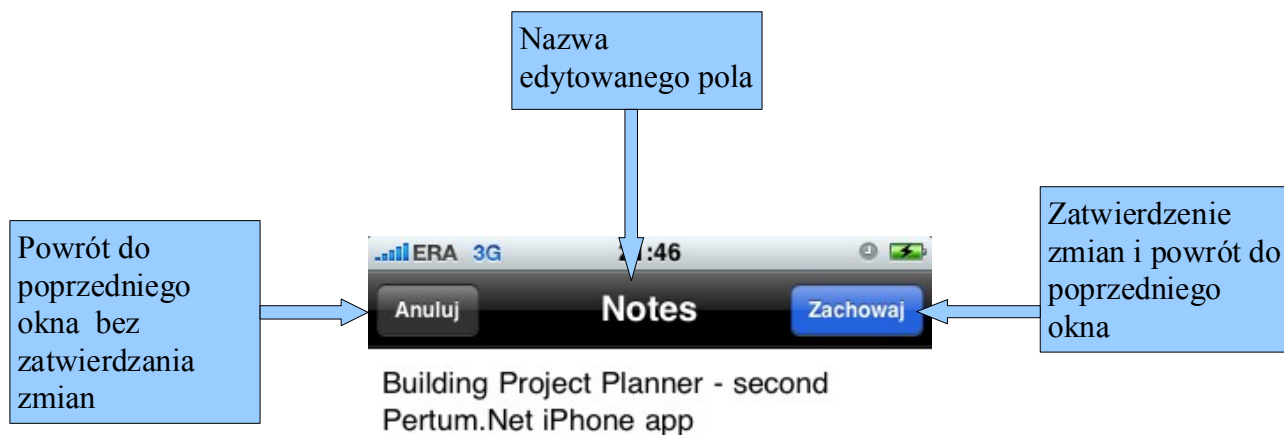 Nazwa
edytowanego pola
Powrót do
poprzedniego
okna bez
zatwierdzania
zmian
ERA 3G :46
Anuluj Notes Zachowaj
Zatwierdzenie
zmian i powrót do
poprzedniego
okna
Building Project Planner - second
Pertum.Net iPhone app